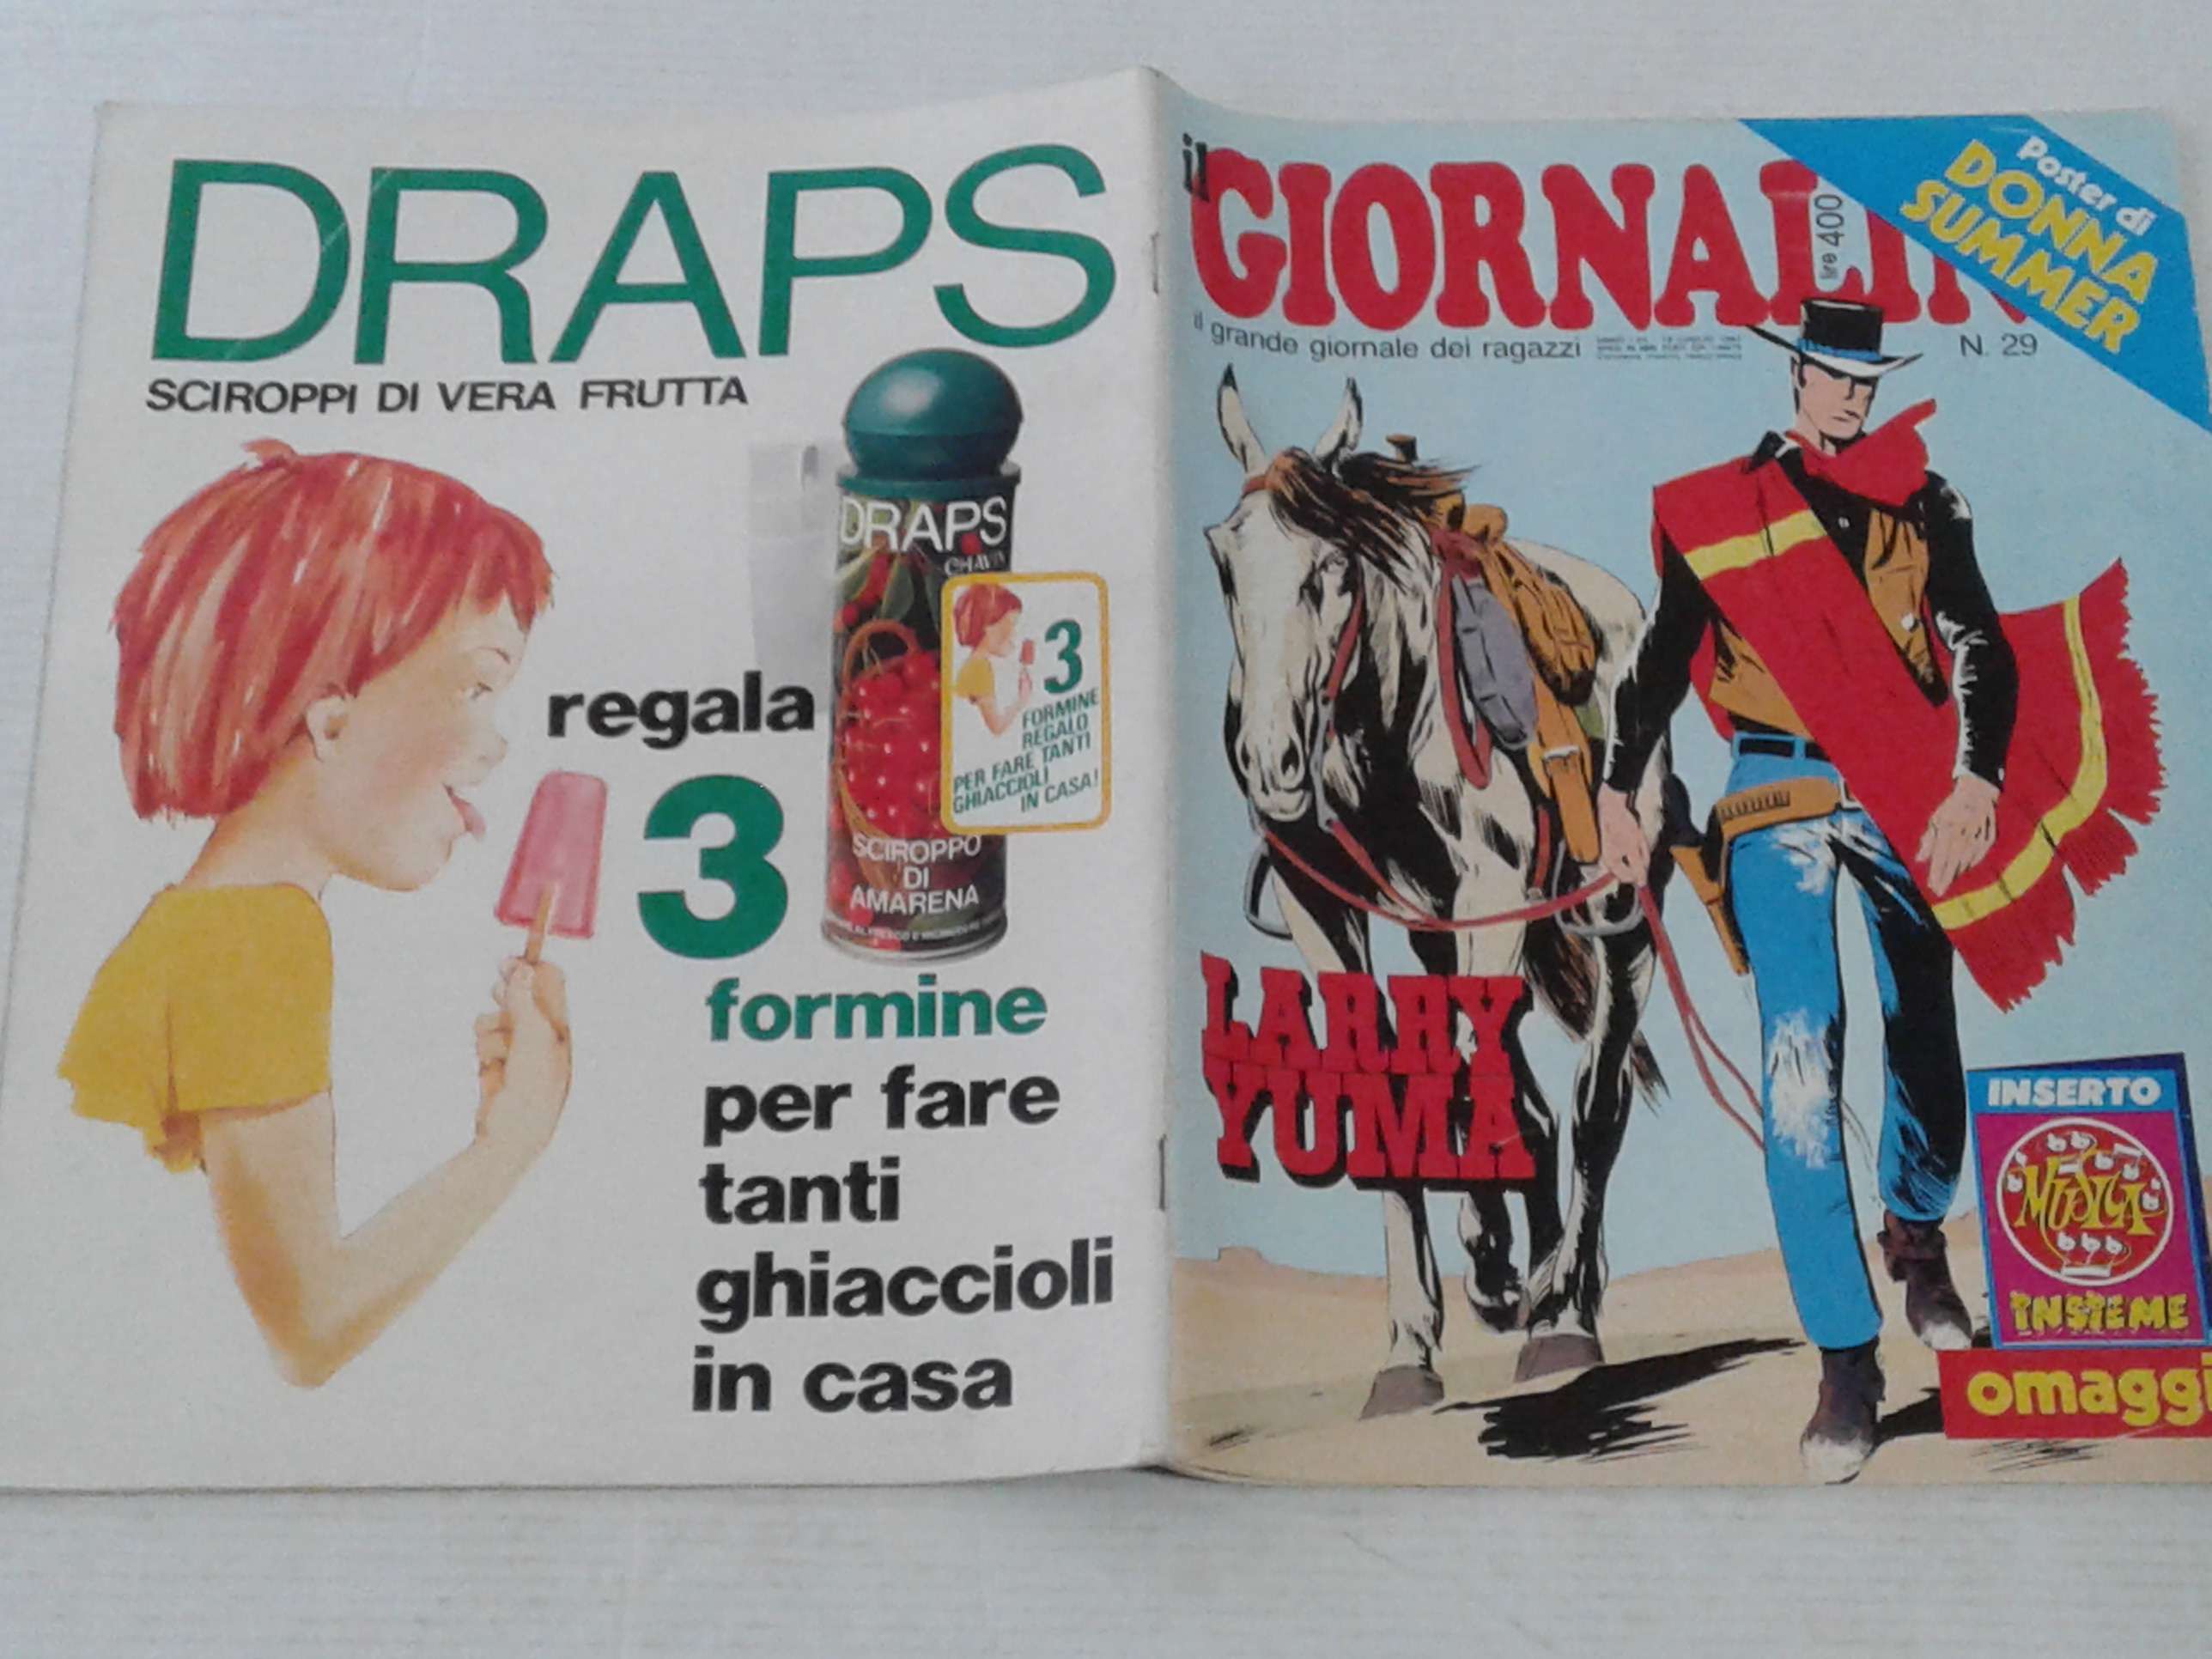 DRAPS
SCIROPPI DI VERA FRUTTA
regala
3
formine
per fare
tanti
ghiaccioli
in casa
DRAPS
SCIROPPO
DI
AMARENA
3
FORMINE
REGALO
PER FARE TANTI
GHIACCIOLI
IN CASA!
il GIORNALIN
lire 400
Poster di
DONNA
SUMMER
il grande giornale dei ragazzi
N. 29
LARRY
YUMA
INSERTO
MUSICA
INSIEME
omaggi